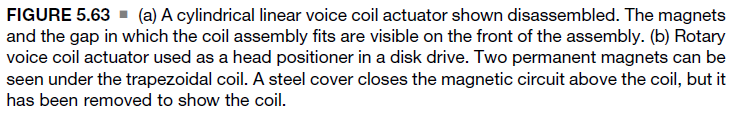 FIGURE 5.63 ■ (a) A cylindrical linear voice coil actuator shown disassembled. The magnets
and the gap in which the coil assembly fits are visible on the front of the assembly. (b) Rotary
voice coil actuator used as a head positioner in a disk drive. Two permanent magnets can be
seen under the trapezoidal coil. A steel cover closes the magnetic circuit above the coil, but it
has been removed to show the coil.